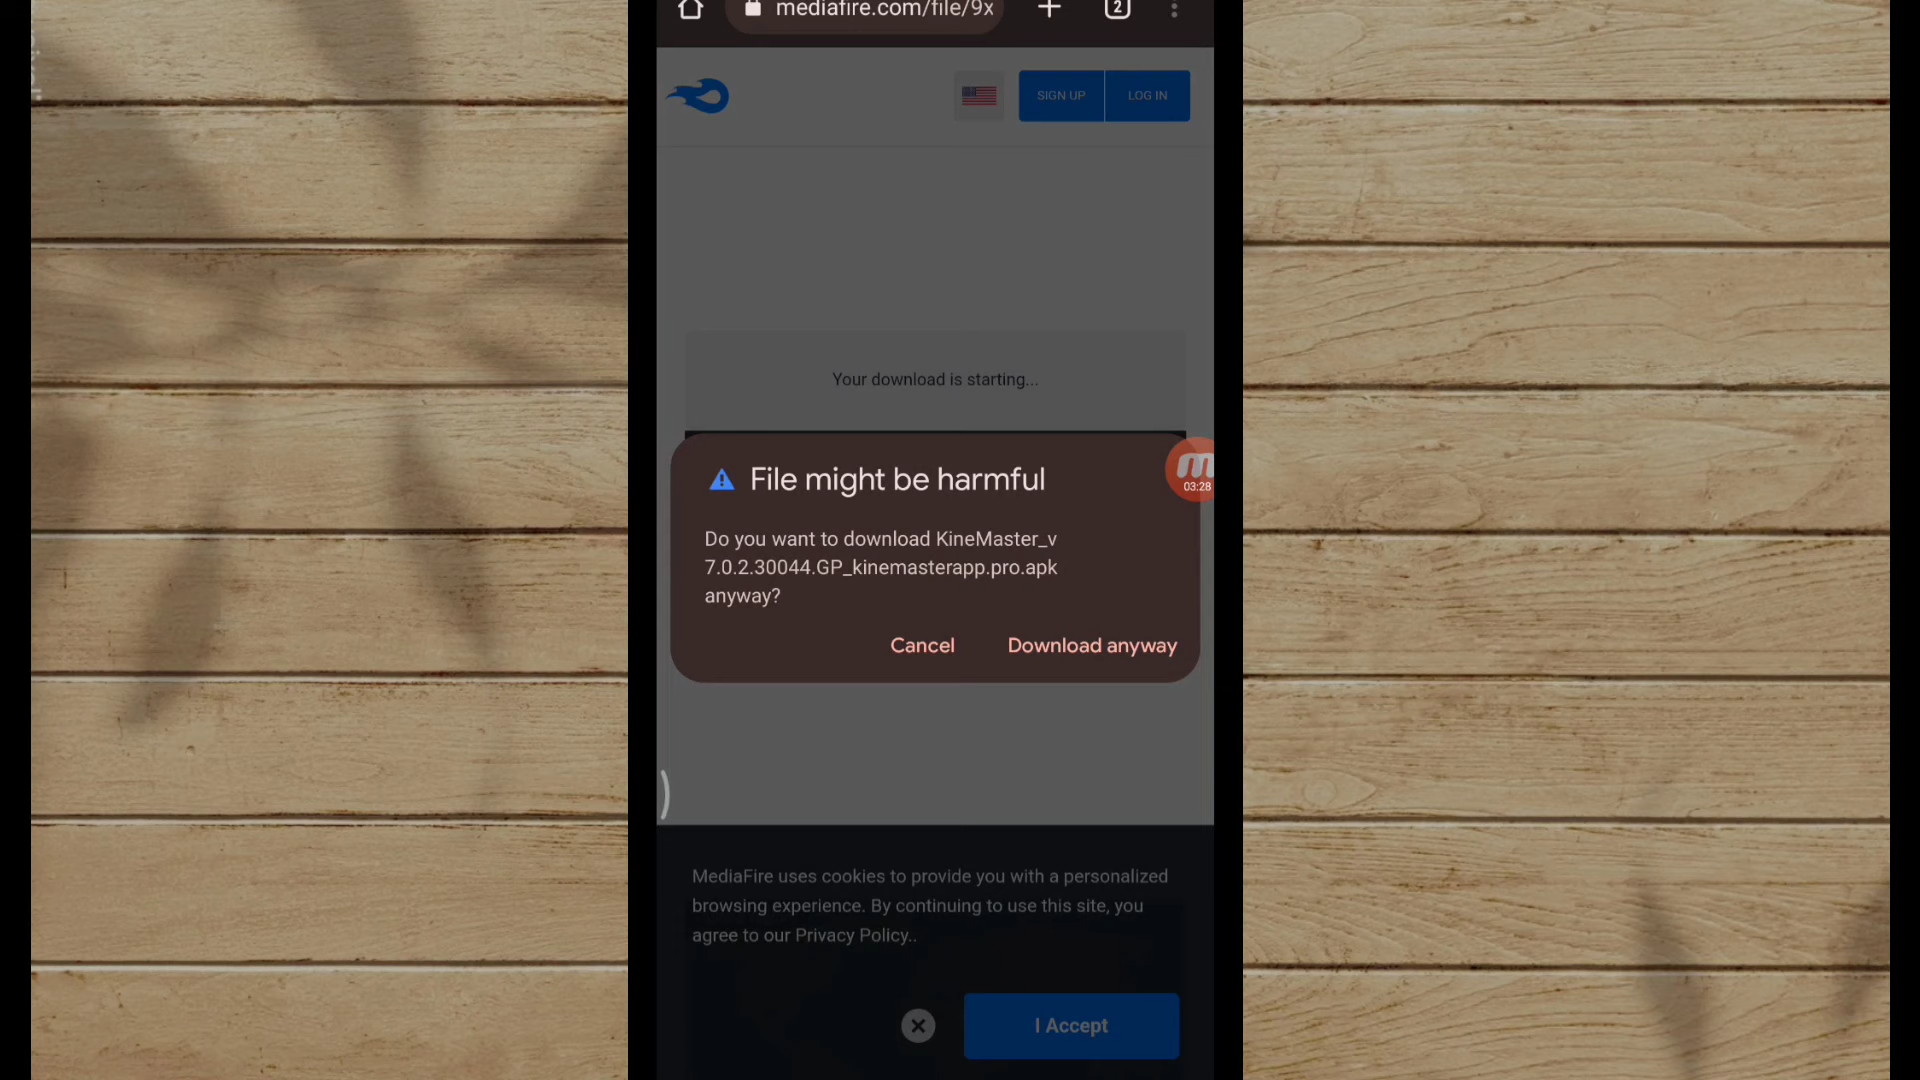 mediafire.com/file/9x
2
SIGN UP
LOG IN
Your download is starting...
File might be harmful
03:28
Do you want to download KineMaster_v
7.0.2.30044.GP_kinemasterapp.pro.apk
anyway?
Cancel
Download anyway
MediaFire uses cookies to provide you with a personalized
browsing experience. By continuing to use this site, you
agree to our Privacy Policy..
I Accept